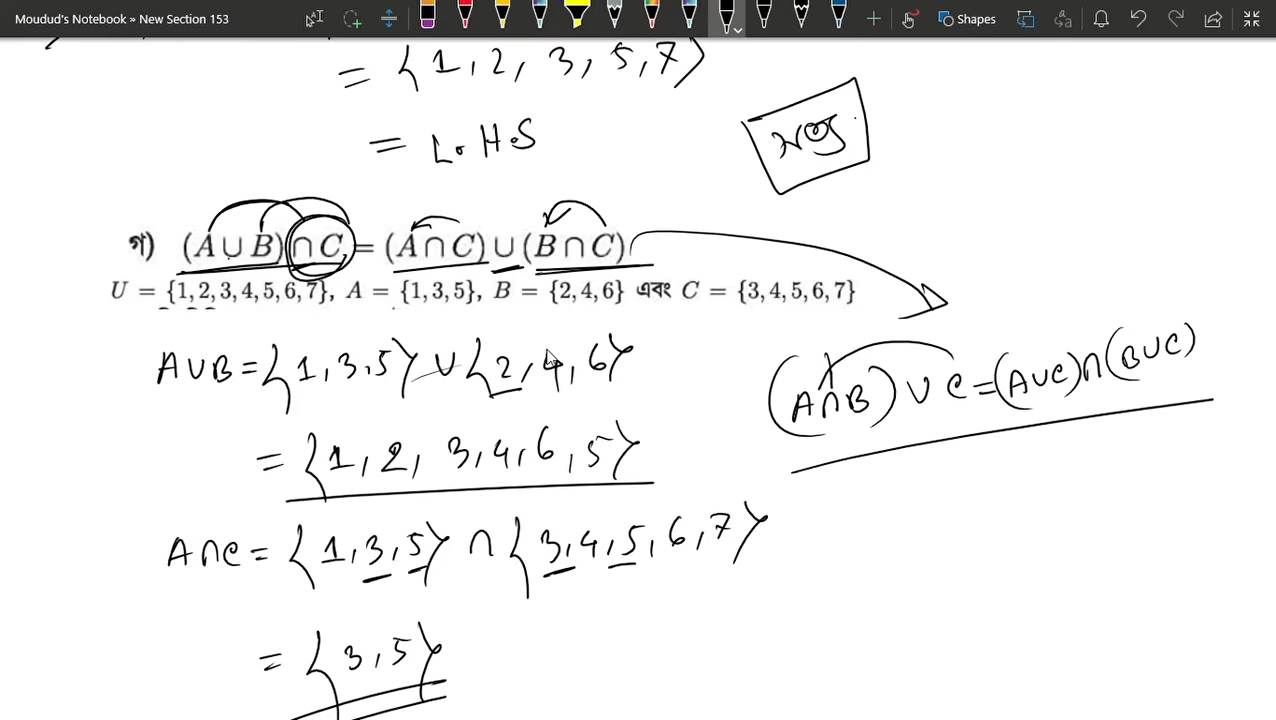 Moudud's Notebook » New Section 153
Shapes
= {1, 2, 3, 5, 7}
= L.H.S
গ) (A ∪ B) ∩ C = (A ∩ C) ∪ (B ∩ C)
U = {1, 2, 3, 4, 5, 6, 7}, A = {1, 3, 5}, B = {2, 4, 6} এবং C = {3, 4, 5, 6, 7}
A∪B = {1, 3, 5} ∪ {2, 4, 6}
= {1, 2, 3, 4, 6, 5}
(A∩B) ∪ C = (A∪C) ∩ (B∪C)
A∩C = {1, 3, 5} ∩ {3, 4, 5, 6, 7}
= {3, 5}